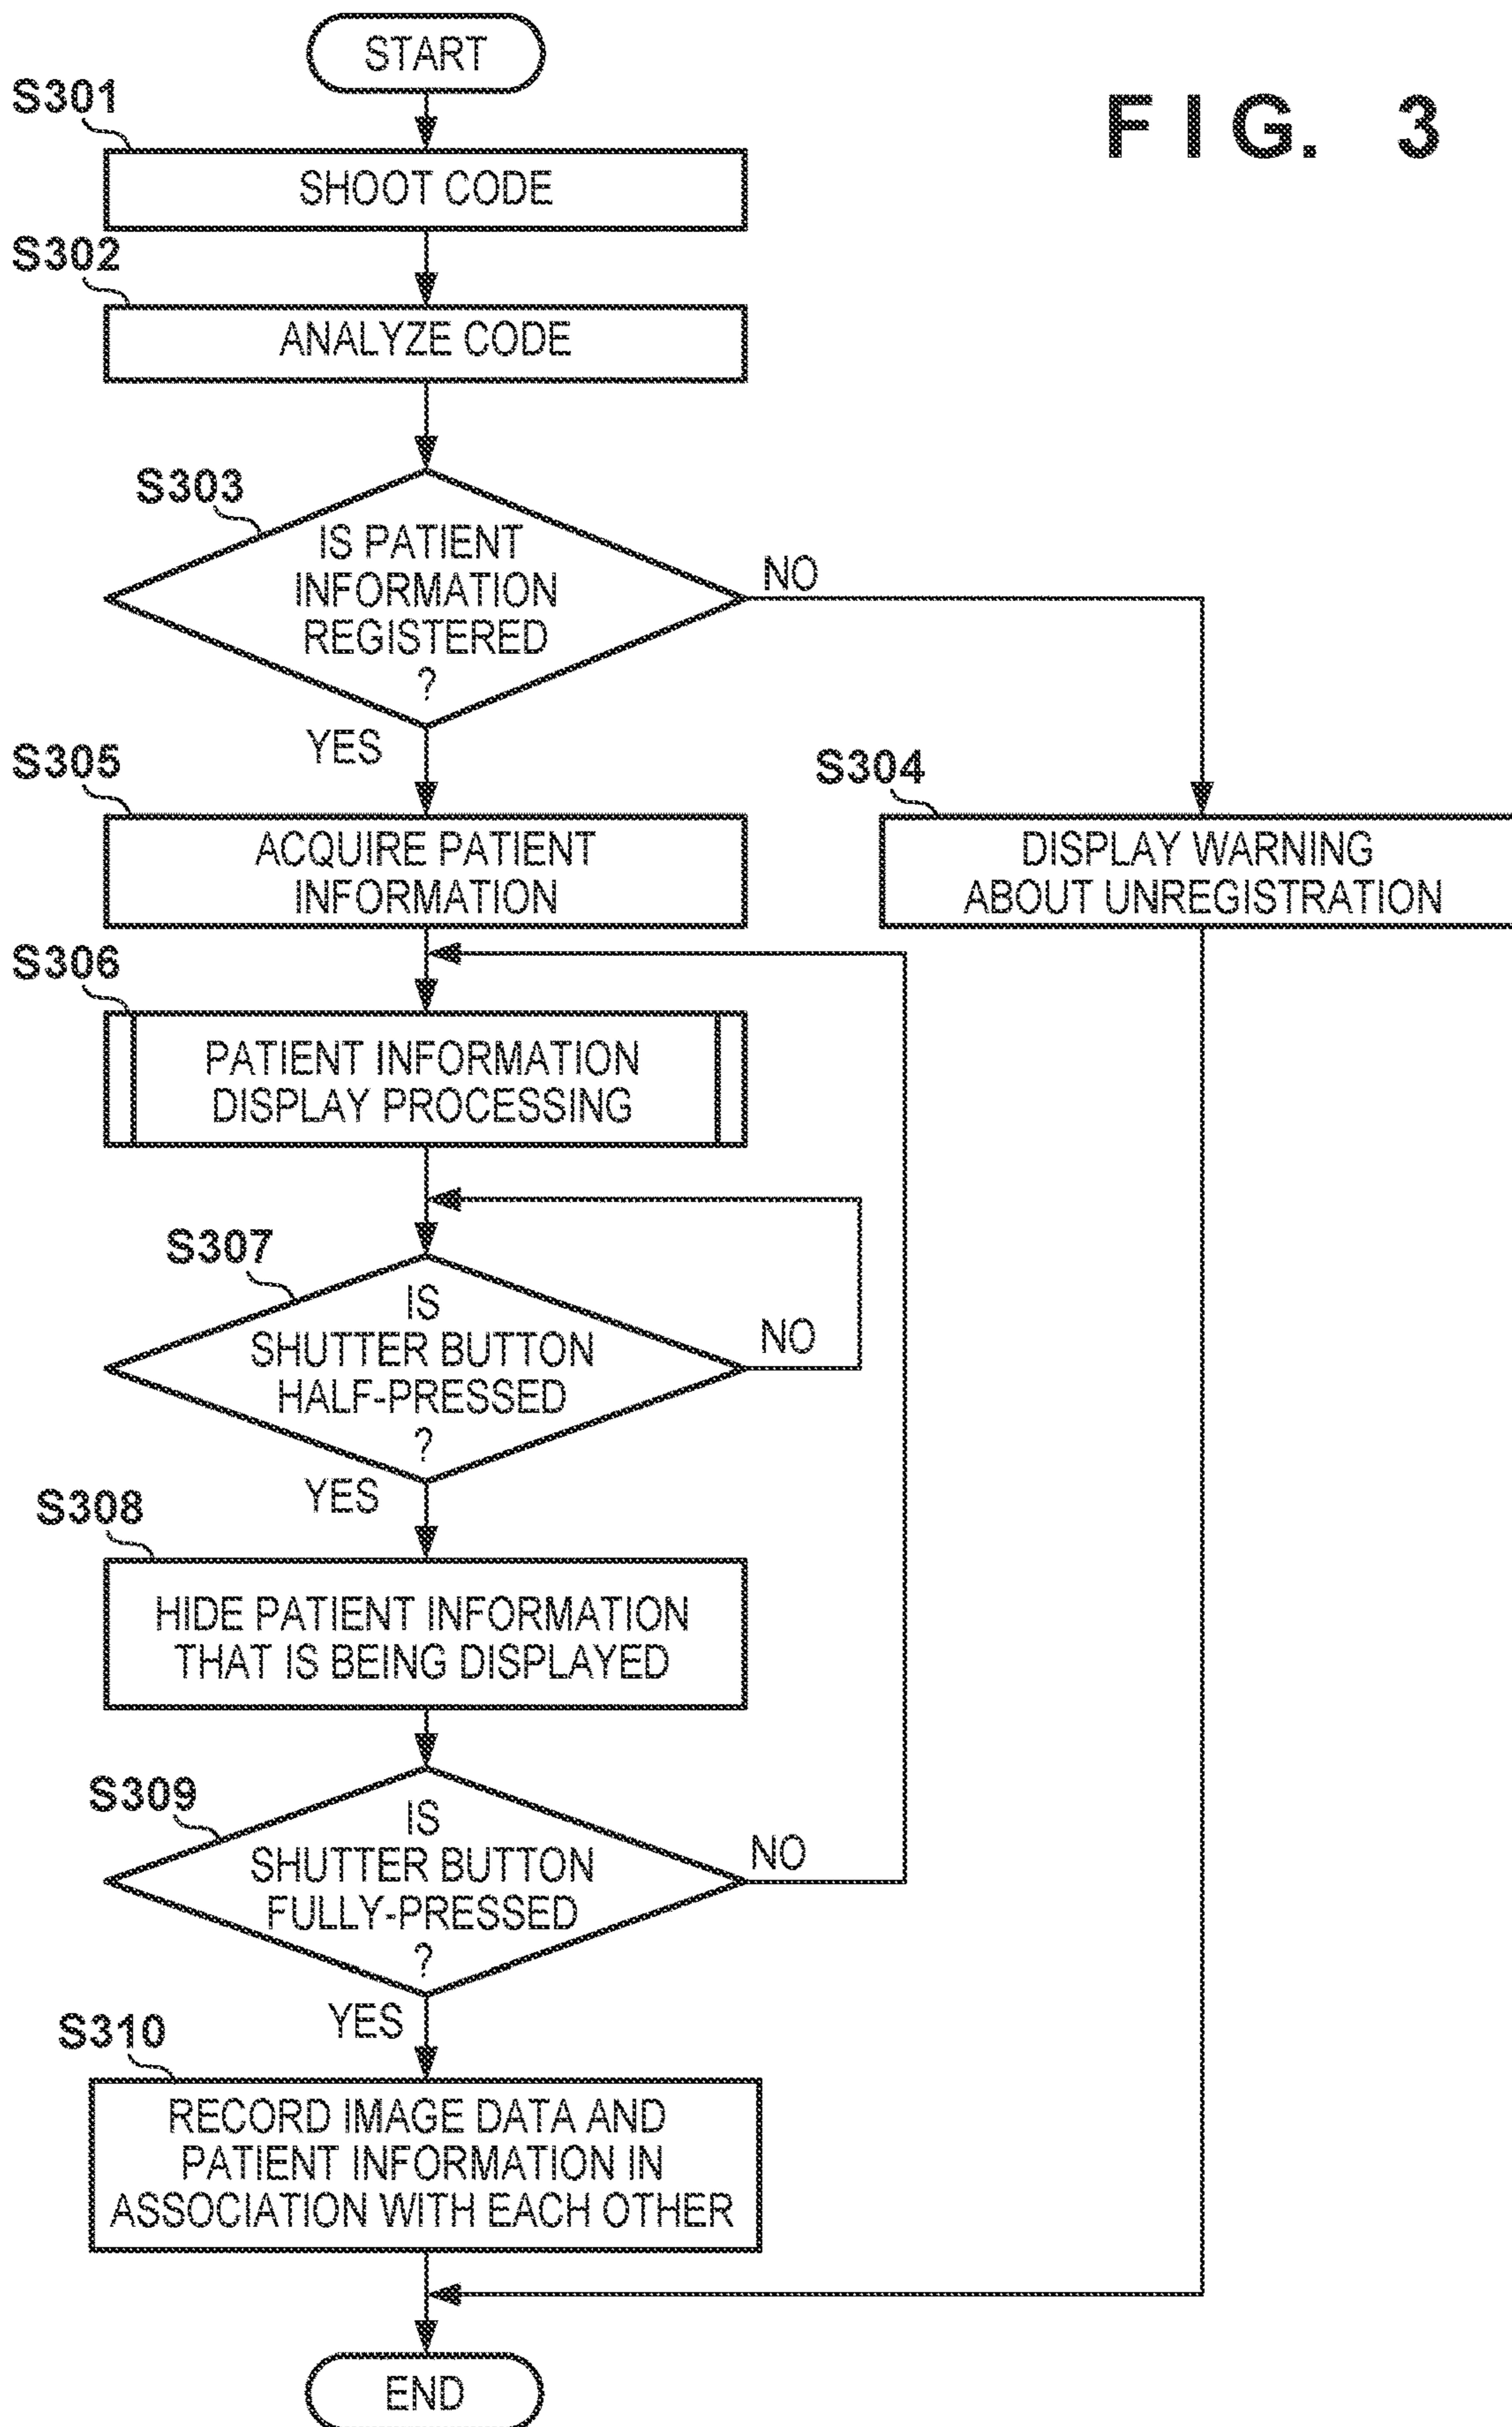 START
FIG. 3
S301
SHOOT CODE
S302
ANALYZE CODE
S303
IS PATIENT
INFORMATION
REGISTERED
?
NO
YES
S305
ACQUIRE PATIENT
INFORMATION
S304
DISPLAY WARNING
ABOUT UNREGISTRATION
S306
PATIENT INFORMATION
DISPLAY PROCESSING
S307
IS
SHUTTER BUTTON
HALF-PRESSED
?
NO
YES
S308
HIDE PATIENT INFORMATION
THAT IS BEING DISPLAYED
S309
IS
SHUTTER BUTTON
FULLY-PRESSED
?
NO
YES
S310
RECORD IMAGE DATA AND
PATIENT INFORMATION IN
ASSOCIATION WITH EACH OTHER
END